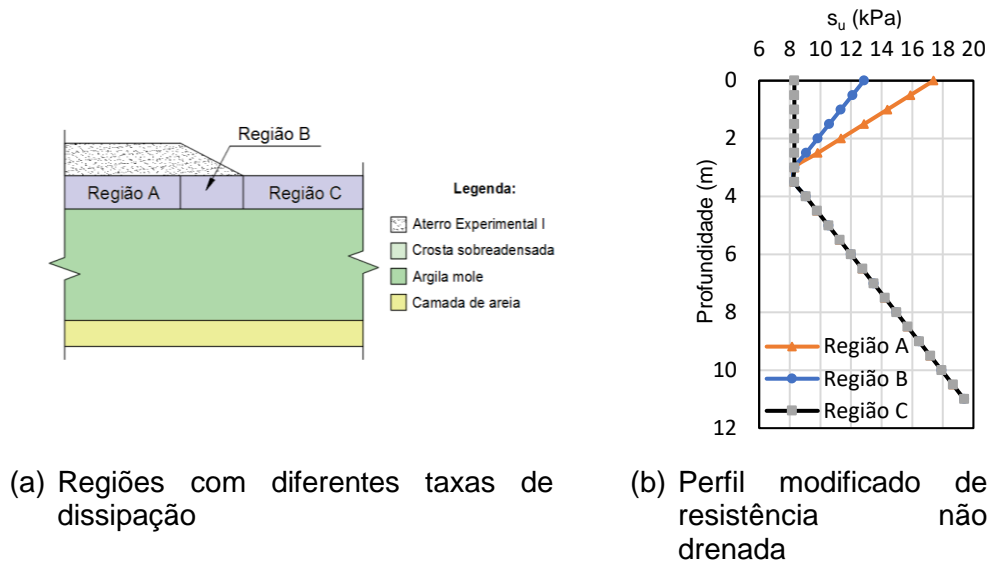 Região B
Região A
Região C
Legenda:
Aterro Experimental I
Crosta sobreadensada
Argila mole
Camada de areia
(a) Regiões com diferentes taxas de
dissipação
s_u (kPa)
6 8 10 12 14 16 18 20
0
2
4
6
8
10
12
Profundidade (m)
Região A
Região B
Região C
(b) Perfil modificado de
resistência não
drenada